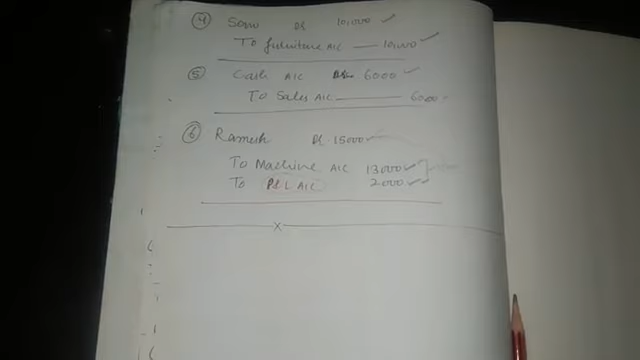 ④ Sonu Dr 10,000 ✓
To furniture A/C — 10,000 ✓
⑤ Cash A/C 6000 ✓
To Sales A/C — 6000
⑥ Ramesh Dr 15000 ✓
To Machine A/C 13000 ✓
To P& L A/C 2000 ✓
x